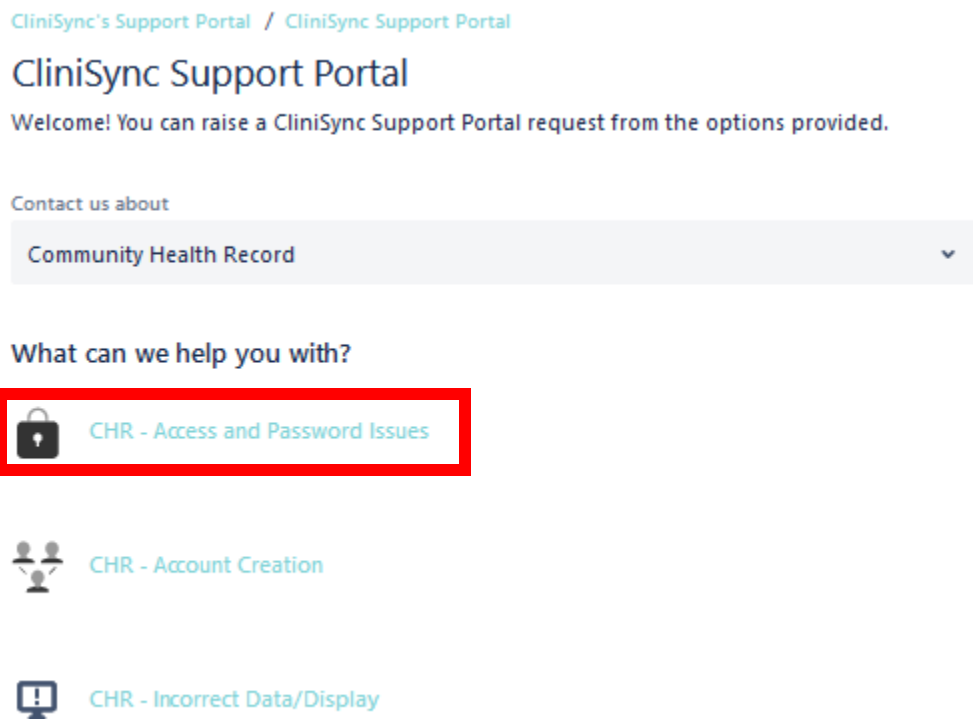 CliniSync's Support Portal / CliniSync Support Portal
CliniSync Support Portal
Welcome! You can raise a CliniSync Support Portal request from the options provided.
Contact us about
Community Health Record
What can we help you with?
CHR - Access and Password Issues
CHR - Account Creation
CHR - Incorrect Data/Display